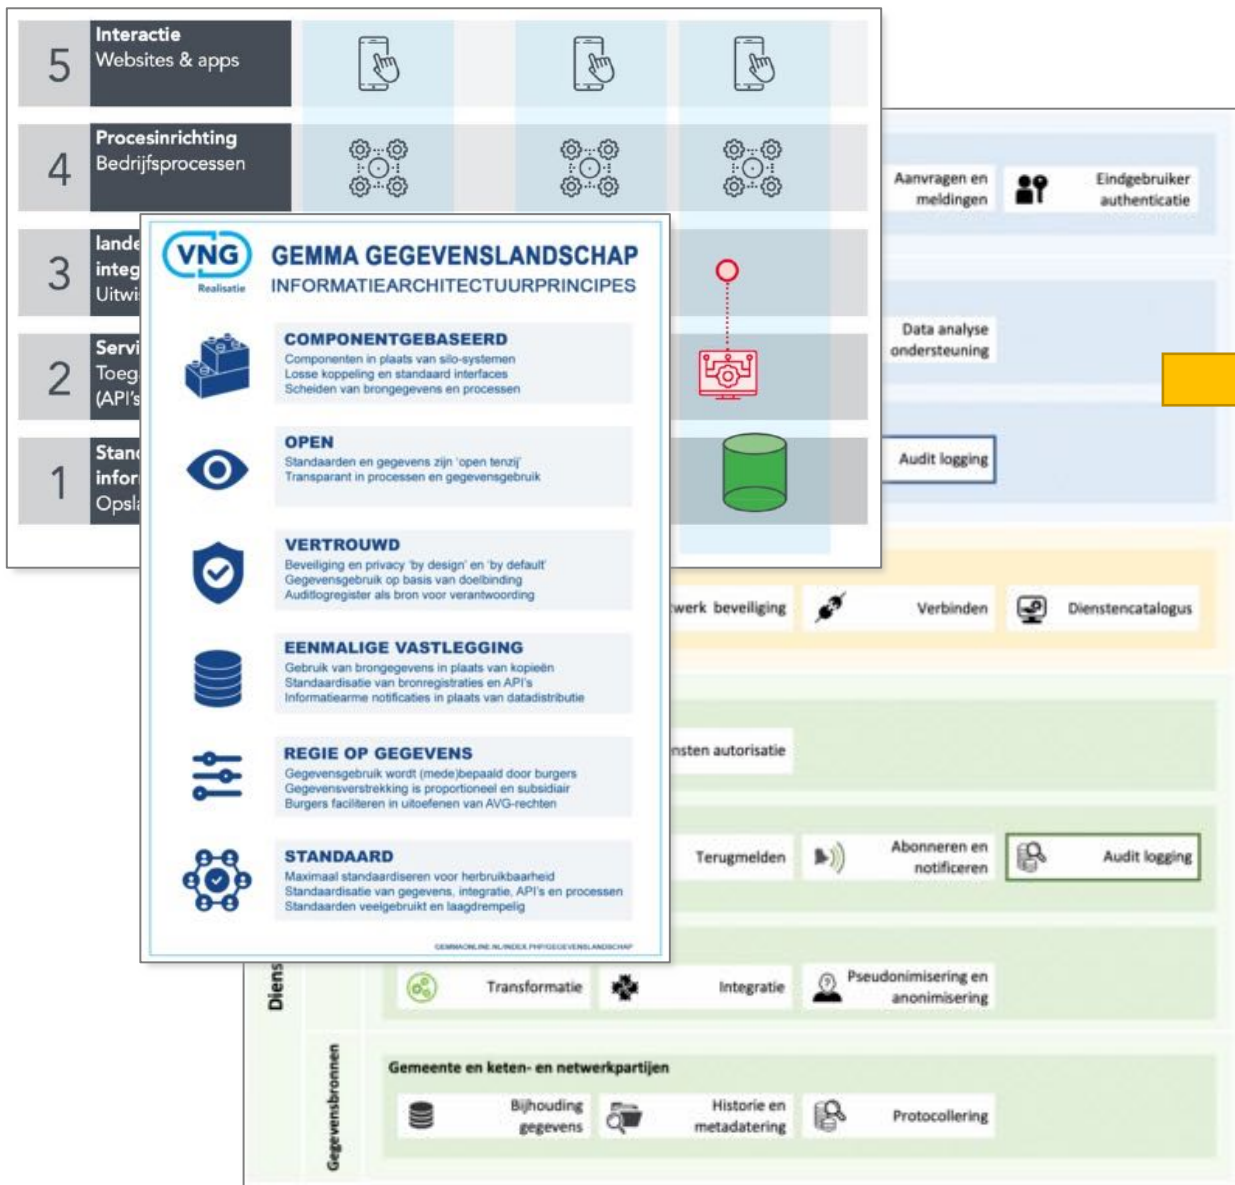 5
Interactie
Websites & apps
4
Procesinrichting
Bedrijfsprocessen
3
2
1
VNG
Realisatie
GEMMA GEGEVENSLANDSCHAP
INFORMATIEARCHITECTUURPRINCIPES
COMPONENTGEBASEERD
Componenten in plaats van silo-systemen
Losse koppeling en standaard interfaces
Scheiden van brongegevens en processen
OPEN
Standaarden en gegevens zijn 'open tenzij'
Transparant in processen en gegevensgebruik
VERTROUWD
Beveiliging en privacy 'by design' en 'by default'
Gegevensgebruik op basis van doelbinding
Auditlogregister als bron voor verantwoording
EENMALIGE VASTLEGGING
Gebruik van brongegevens in plaats van kopieën
Standaardisatie van bronregistraties en API's
Informatiearme notificaties in plaats van datadistributie
REGIE OP GEGEVENS
Gegevensgebruik wordt (mede)bepaald door burgers
Gegevensverstrekking is proportioneel en subsidiair
Burgers faciliteren in uitoefenen van AVG-rechten
STANDAARD
Maximaal standaardiseren voor herbruikbaarheid
Standaardisatie van gegevens, integratie, API's en processen
Standaarden veelgebruikt en laagdrempelig
GEMMAONLINE.NL/INDEX.PHP/GEGEVENSLANDSCHAP
Aanvragen en
meldingen
Eindgebruiker
authenticatie
Data analyse
ondersteuning
Audit logging
beveiliging
Verbinden
Dienstencatalogus
autorisatie
Terugmelden
Abonneren en
notificeren
Audit logging
Transformatie
Integratie
Pseudonimisering en
anonimisering
Gegevensbronnen
Gemeente en keten- en netwerkpartijen
Bijhouding
gegevens
Historie en
metadatering
Protocollering